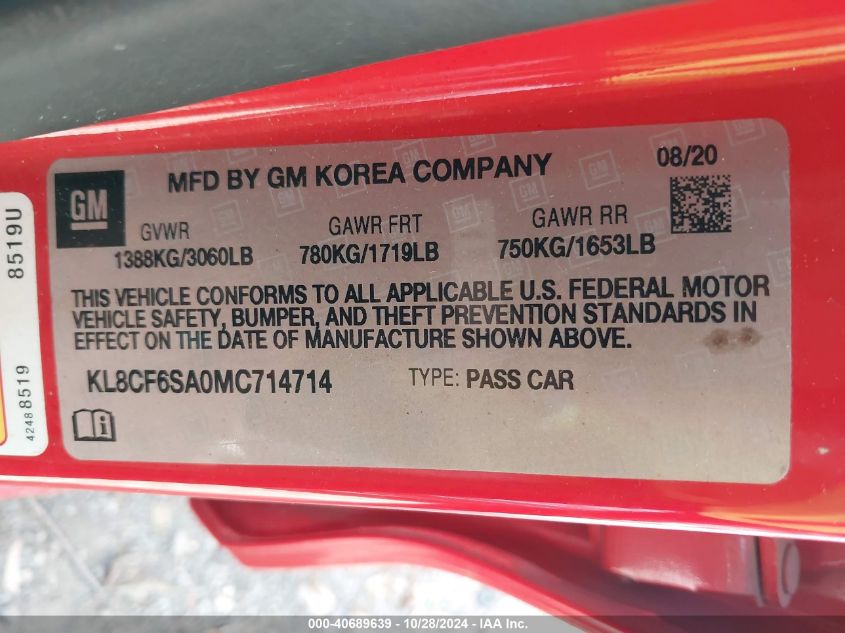 GM
MFD BY GM KOREA COMPANY
08/20
GVWR
1388KG/3060LB
GAWR FRT
780KG/1719LB
GAWR RR
750KG/1653LB
THIS VEHICLE CONFORMS TO ALL APPLICABLE U.S. FEDERAL MOTOR
VEHICLE SAFETY, BUMPER, AND THEFT PREVENTION STANDARDS IN
EFFECT ON THE DATE OF MANUFACTURE SHOWN ABOVE.
KL8CF6SA0MC714714
TYPE: PASS CAR
8519U
42488519
000-40689639 - 10/28/2024 - IAA Inc.